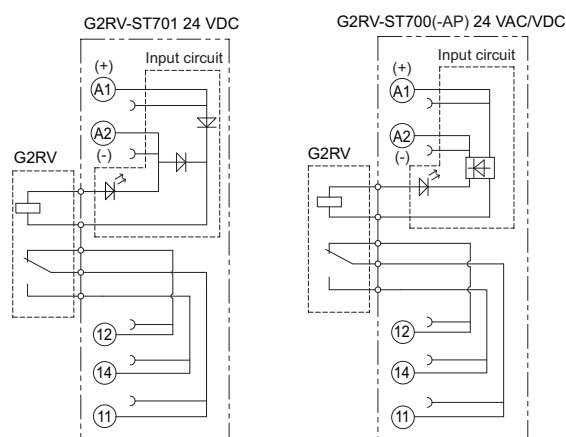 G2RV-ST701 24 VDC
Input circuit
(+)
A1
A2
(-)
G2RV
12
14
11
G2RV-ST700(-AP) 24 VAC/VDC
Input circuit
(+)
A1
A2
(-)
G2RV
12
14
11